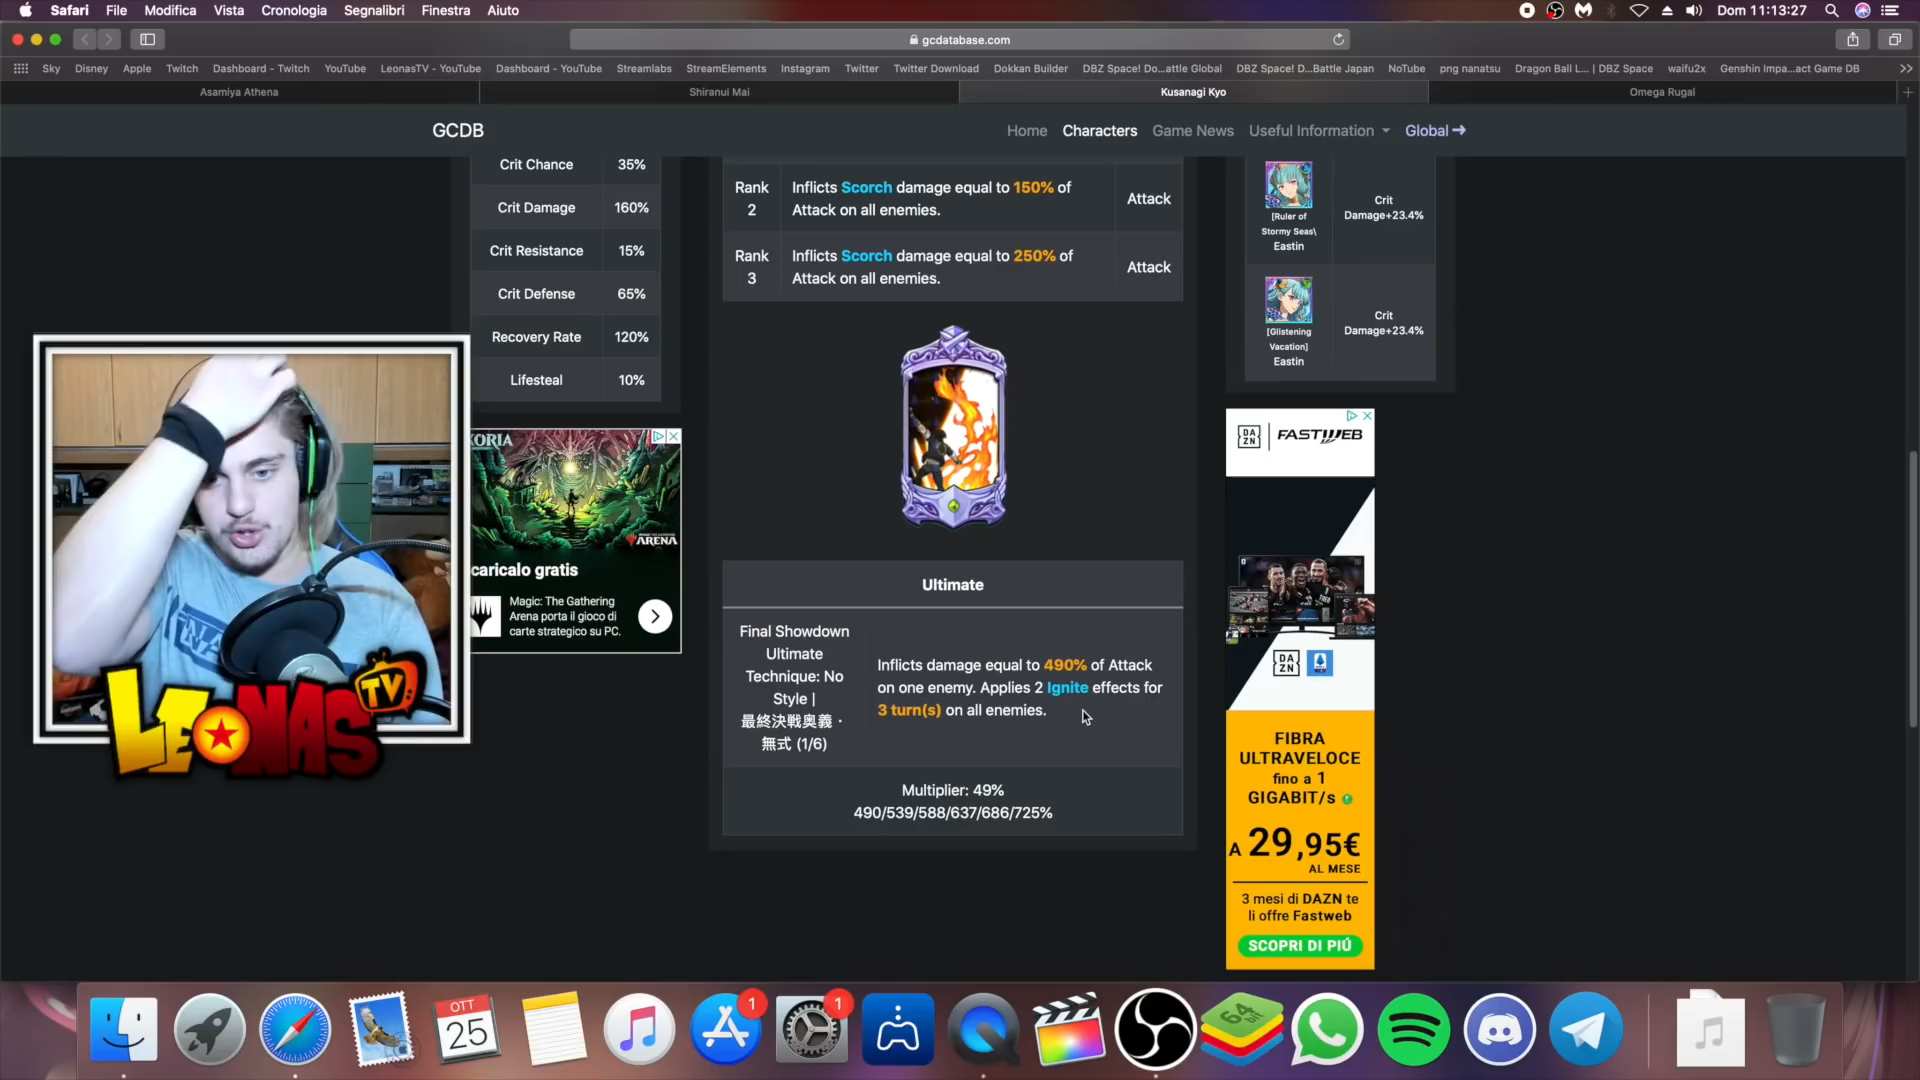 Safari File Modifica Vista Cronologia Segnalibri Finestra Aiuto
Dom 11:13:27
gcdatabase.com
Sky Disney Apple Twitch Dashboard - Twitch YouTube LeonasTV - YouTube Dashboard - YouTube Streamlabs StreamElements Instagram Twitter Twitter Download Dokkan Builder DBZ Space! Do...attle Global DBZ Space! D...Battle Japan NoTube png nanatsu Dragon Ball L... | DBZ Space waifu2x Genshin Impa...act Game DB >>
Asamiya Athena
Shiranui Mai
Kusanagi Kyo
Omega Rugal
GCDB
Home Characters Game News Useful Information Global
Crit Chance 35%
Crit Damage 160%
Crit Resistance 15%
Crit Defense 65%
Recovery Rate 120%
Lifesteal 10%
Rank 2
Inflicts Scorch damage equal to 150% of
Attack on all enemies.
Attack
Rank 3
Inflicts Scorch damage equal to 250% of
Attack on all enemies.
Attack
[Ruler of
Stormy Seas\
Eastin
Crit
Damage+23.4%
[Glistening
Vacation]
Eastin
Crit
Damage+23.4%
Ultimate
Final Showdown
Ultimate
Technique: No
Style |
最終決戦奥義・
無式 (1/6)
Inflicts damage equal to 490% of Attack
on one enemy. Applies 2 Ignite effects for
3 turn(s) on all enemies.
Multiplier: 49%
490/539/588/637/686/725%
XORIA
ARENA
caricalo gratis
Magic: The Gathering
Arena porta il gioco di
carte strategico su PC.
LEONAS
TV
DAZN FASTWEB
DAZN
FIBRA
ULTRAVELOCE
fino a 1
GIGABIT/s
A 29,95€
AL MESE
3 mesi di DAZN te
li offre Fastweb
SCOPRI DI PIÚ
OTT
25
1
1
64
bit